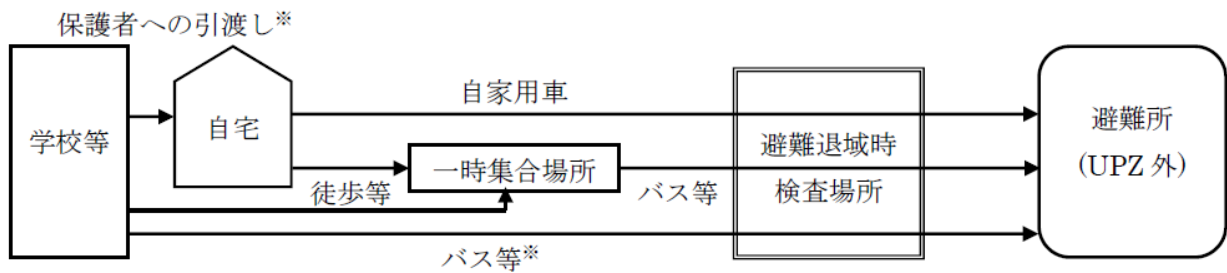 保護者への引渡し※
学校等
自宅
自家用車
徒歩等
一時集合場所
バス等
避難退域時
検査場所
避難所
(UPZ 外)
バス等※